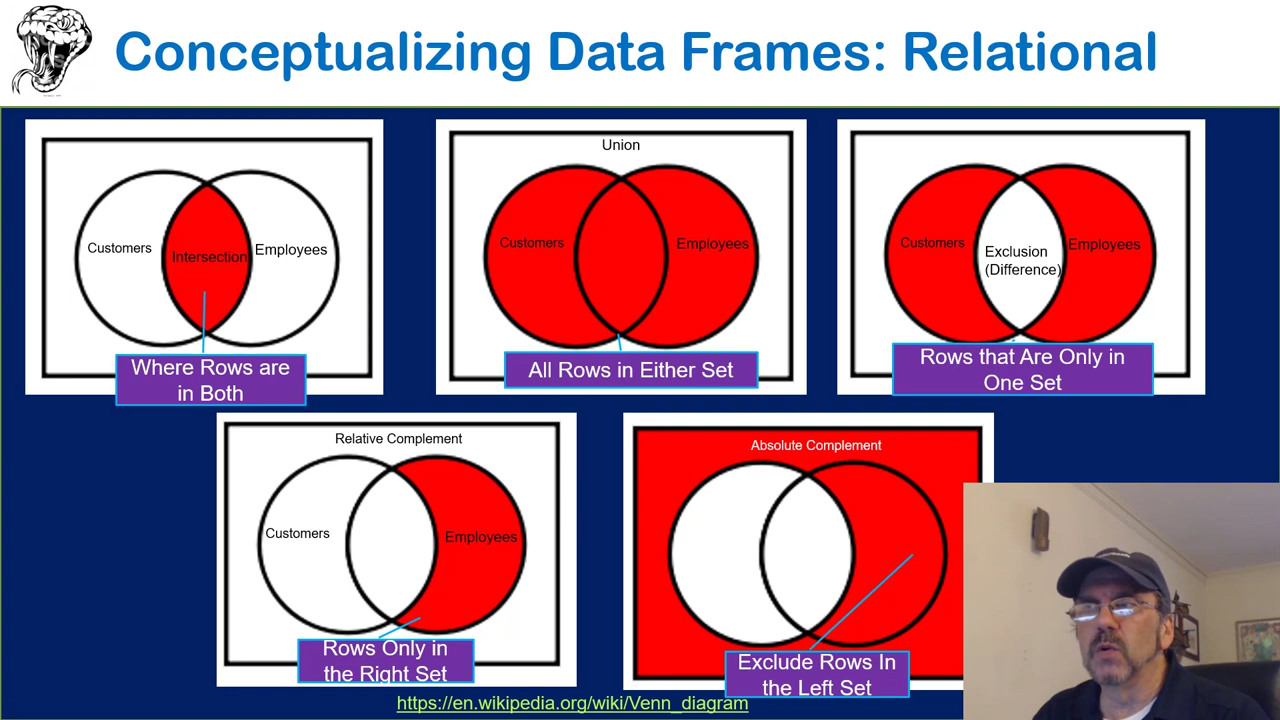 Conceptualizing Data Frames: Relational
Customers
Intersection
Employees
Where Rows are
in Both
Union
Customers
Employees
All Rows in Either Set
Customers
Exclusion
(Difference)
Employees
Rows that Are Only in
One Set
Relative Complement
Customers
Employees
Rows Only in
the Right Set
Absolute Complement
Exclude Rows In
the Left Set
https://en.wikipedia.org/wiki/Venn_diagram